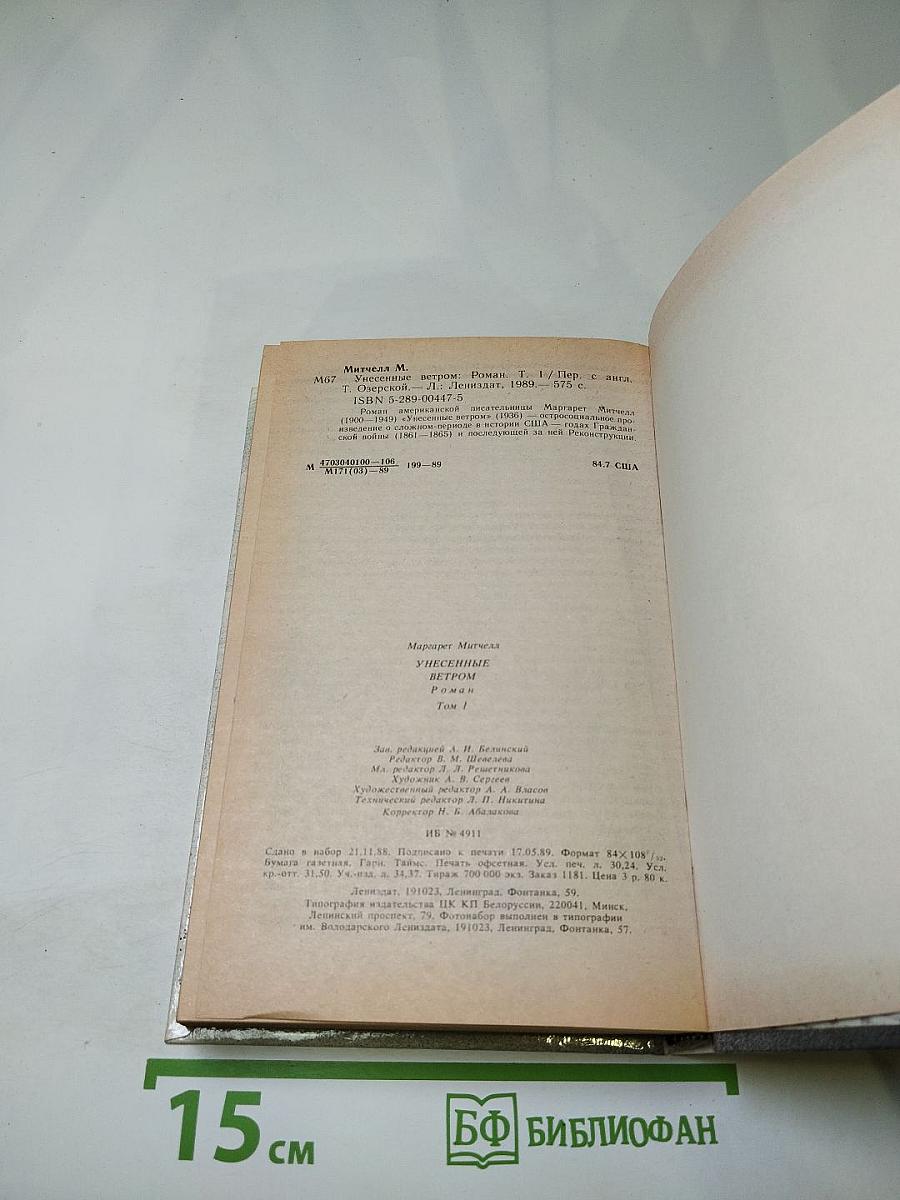 Митчелл М.
М67 Унесенные ветром: Роман. Т. 1 / Пер. с англ.
Т. Озерской.— Л.: Лениздат, 1989.— 575 с.
ISBN 5-289-00447-5
Роман американской писательницы Маргарет Митчелл
(1900—1949) «Унесенные ветром» (1936) — остросоциальное про-
изведение о сложном периоде в истории США — годах Граждан-
ской войны (1861—1865) и последующей за ней Реконструкции.
М 4703040100—106 199—89 84.7 США
М171(03)—89
Маргарет Митчелл
УНЕСЕННЫЕ
ВЕТРОМ
Роман
Том 1
Зав. редакцией А. И. Белинский
Редактор В. М. Шевелева
Мл. редактор Л. Л. Решетникова
Художник А. В. Сергеев
Художественный редактор А. А. Власов
Технический редактор Л. П. Никитина
Корректор Н. Б. Абалакова
ИБ № 4911
Сдано в набор 21.11.88. Подписано к печати 17.05.89. Формат 84×108¹/₃₂.
Бумага газетная. Гарн. Таймс. Печать офсетная. Усл. печ. л. 30,24. Усл.
кр.-отт. 31,50. Уч.-изд. л. 34,37. Тираж 700 000 экз. Заказ 1181. Цена 3 р. 80 к.
Лениздат, 191023, Ленинград, Фонтанка, 59.
Типография издательства ЦК КП Белоруссии, 220041, Минск,
Ленинский проспект, 79. Фотонабор выполнен в типографии
им. Володарского Лениздата, 191023, Ленинград, Фонтанка, 57.
15 см
БФ БИБЛИОФАН